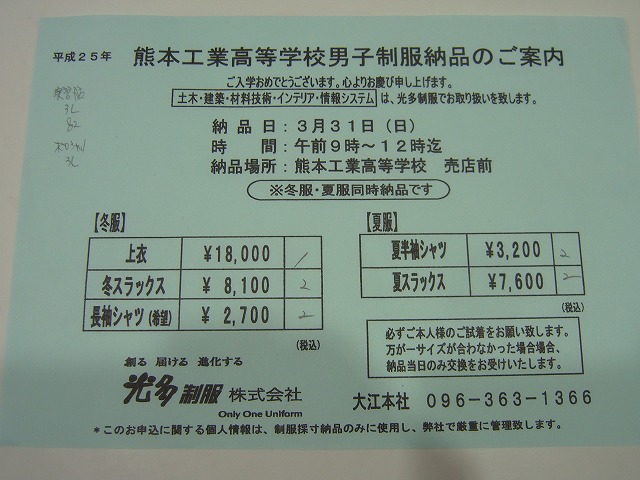 平成25年 熊本工業高等学校男子制服納品のご案内
ご入学おめでとうございます。心よりお慶び申し上げます。
土木・建築・材料技術・インテリア・情報システム は、光多制服でお取り扱いを致します。
3L
82
3L
納品日：3月31日（日）
時　間：午前9時～12時迄
納品場所：熊本工業高等学校 売店前
※冬服・夏服同時納品です
【冬服】
上衣 ¥18,000 1
冬スラックス ¥ 8,100 2
長袖シャツ（希望） ¥ 2,700 2
（税込）
【夏服】
夏半袖シャツ ¥3,200 2
夏スラックス ¥7,600 2
（税込）
必ずご本人様のご試着をお願い致します。
万が一サイズが合わなかった場合場合、
納品当日のみ交換をお受けいたします。
創る 届ける 進化する
光多制服 株式会社
Only One Uniform
大江本社 096-363-1366
＊このお申込に関する個人情報は、制服採寸納品のみに使用し、弊社で厳重に管理致します。